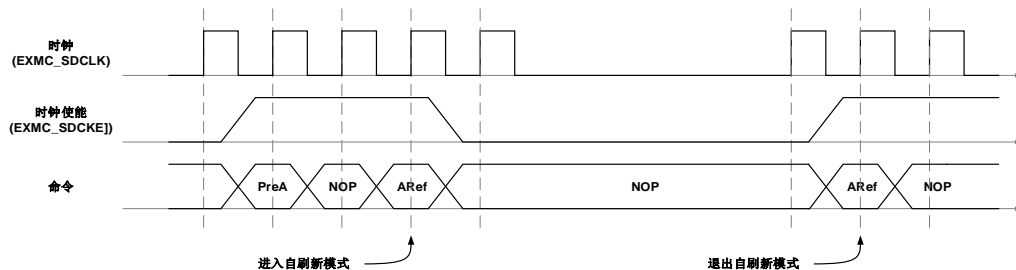 时钟
(EXMC_SDCLK)
时钟使能
(EXMC_SDCKE])
命令
PreA
NOP
ARef
NOP
ARef
NOP
进入自刷新模式
退出自刷新模式